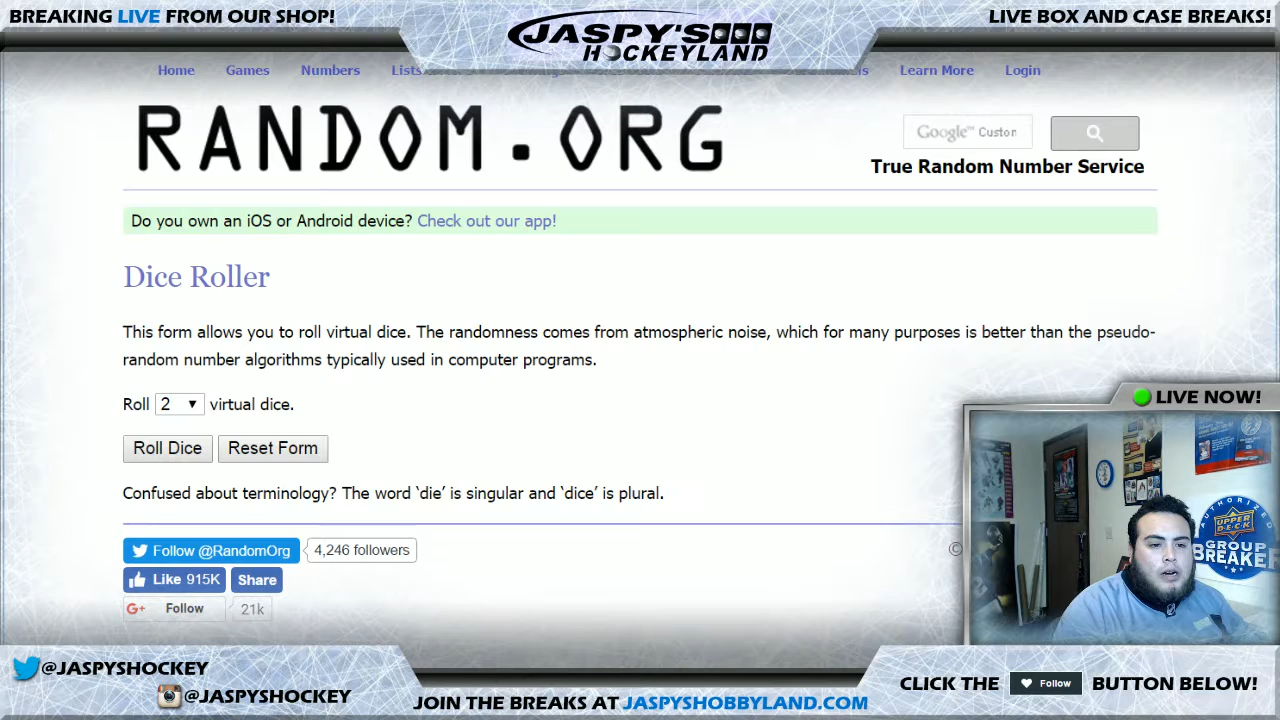 BREAKING LIVE FROM OUR SHOP!
JASPY'S
HOCKEYLAND
LIVE BOX AND CASE BREAKS!
Home Games Numbers Lists Learn More Login
RANDOM.ORG
Google™ Custom
True Random Number Service
Do you own an iOS or Android device? Check out our app!
Dice Roller
This form allows you to roll virtual dice. The randomness comes from atmospheric noise, which for many purposes is better than the pseudo-
random number algorithms typically used in computer programs.
Roll 2 virtual dice.
Roll Dice Reset Form
Confused about terminology? The word ‘die’ is singular and ‘dice’ is plural.
Follow @RandomOrg 4,246 followers
©
Like 915K Share
G+ Follow 21k
LIVE NOW!
AUTHORIZED
UPPER DECK
GROUP
BREAKER
@JASPYSHOCKEY
@JASPYSHOCKEY
JOIN THE BREAKS AT JASPYSHOBBYLAND.COM
CLICK THE Follow BUTTON BELOW!